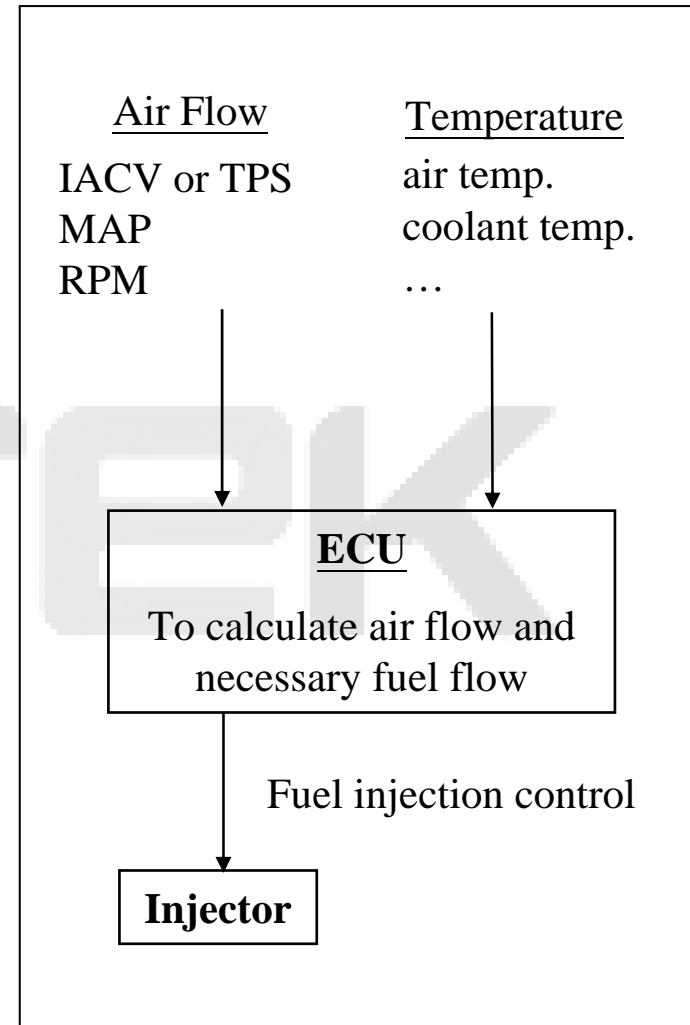 Air Flow
IACV or TPS
MAP
RPM
Temperature
air temp.
coolant temp.
…
ECU
To calculate air flow and
necessary fuel flow
Fuel injection control
Injector